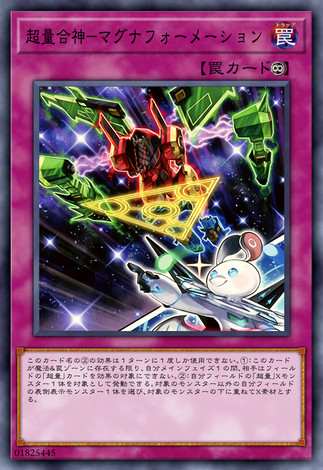 超量合神－マグナフォーメーション
トラップ
罠
【罠カード】
このカード名の②の効果は1ターンに1度しか使用できない。①:このカード
が魔法&罠ゾーンに存在する限り、自分メインフェイズ1の間、相手はフィール
ドの「超量」カードを効果の対象にできない。②:自分フィールドの「超量」Xモ
ンスター1体を対象として発動できる。対象のモンスター以外の自分フィールド
の表側表示モンスター1体を選び、対象のモンスターの下に重ねてX素材とす
る。
01825445